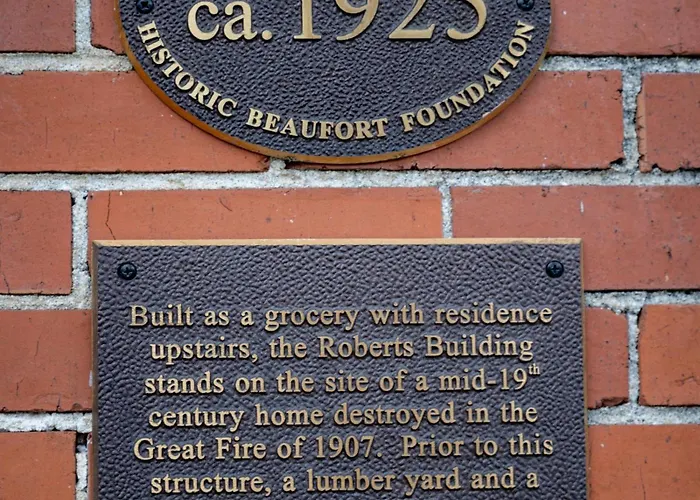 ca. 1925
HISTORIC BEAUFORT FOUNDATION
Built as a grocery with residence
upstairs, the Roberts Building
stands on the site of a mid-19th
century home destroyed in the
Great Fire of 1907. Prior to this
structure, a lumber yard and a